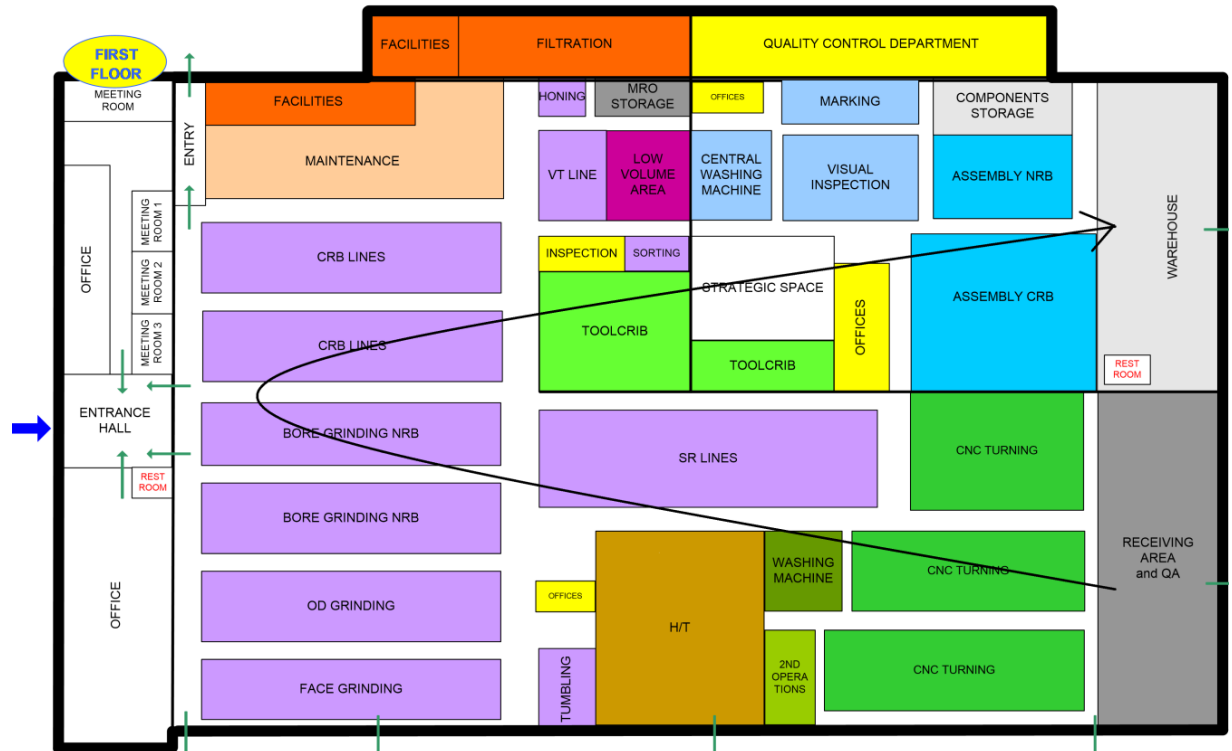 FIRST
FLOOR
FACILITIES
FILTRATION
QUALITY CONTROL DEPARTMENT
MEETING
ROOM
ENTRY
FACILITIES
MAINTENANCE
HONING
MRO
STORAGE
OFFICES
MARKING
COMPONENTS
STORAGE
VT LINE
LOW
VOLUME
AREA
CENTRAL
WASHING
MACHINE
VISUAL
INSPECTION
ASSEMBLY NRB
WAREHOUSE
OFFICE
MEETING
ROOM 1
MEETING
ROOM 2
MEETING
ROOM 3
CRB LINES
CRB LINES
INSPECTION
SORTING
TOOLCRIB
STRATEGIC SPACE
TOOLCRIB
OFFICES
ASSEMBLY CRB
REST
ROOM
ENTRANCE
HALL
REST
ROOM
OFFICE
BORE GRINDING NRB
BORE GRINDING NRB
OD GRINDING
FACE GRINDING
SR LINES
CNC TURNING
OFFICES
TUMBLING
H/T
WASHING
MACHINE
2ND
OPERA
TIONS
CNC TURNING
CNC TURNING
RECEIVING
AREA
and QA